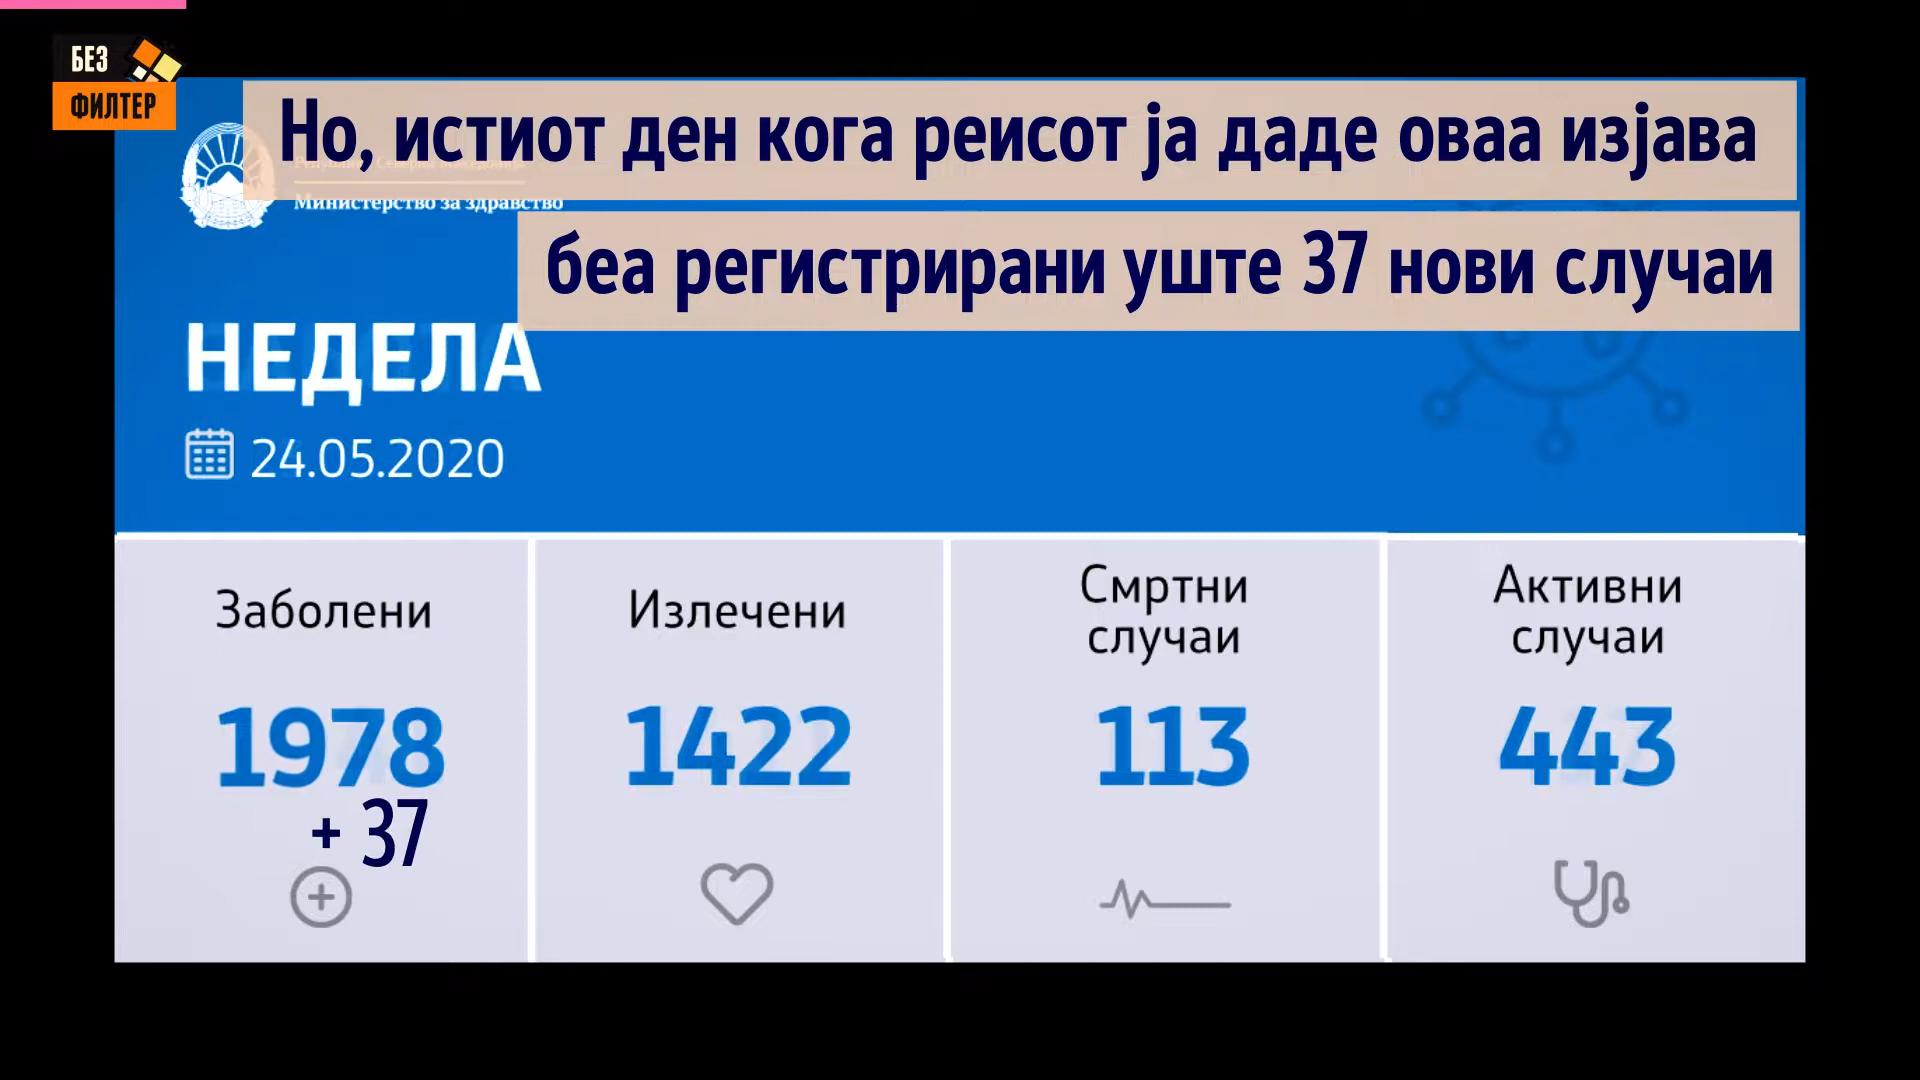 БЕЗ
ФИЛТЕР
Но, истиот ден кога реисот ја даде оваа изјава
Министерство за здравство
беа регистрирани уште 37 нови случаи
НЕДЕЛА
24.05.2020
Заболени
1978
+ 37
Излечени
1422
Смртни
случаи
113
Активни
случаи
443